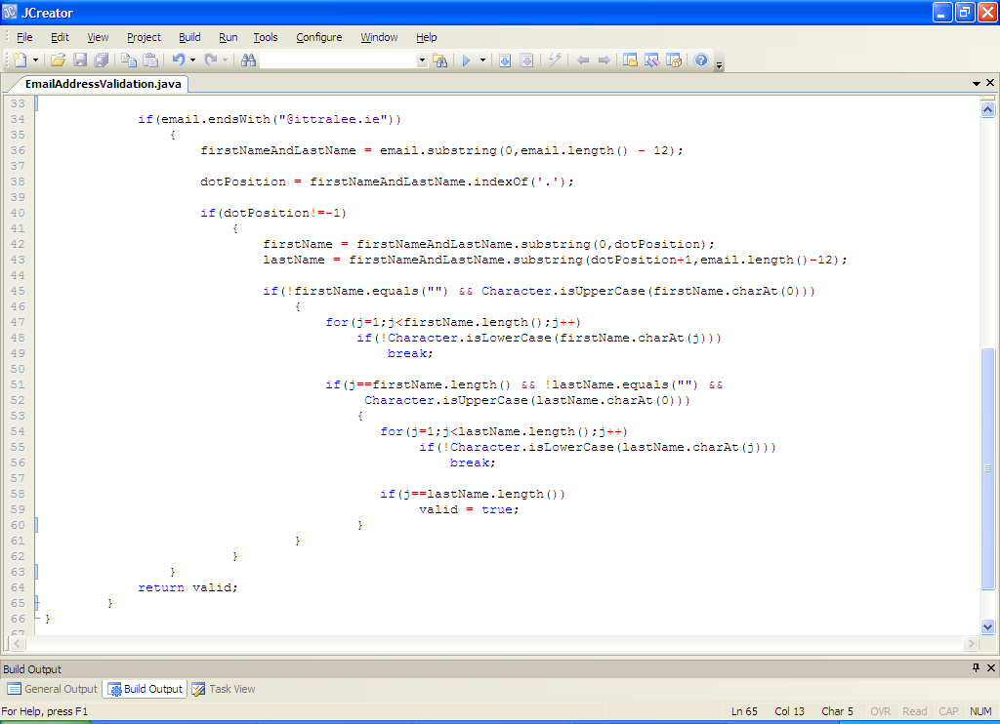 JCreator
File Edit View Project Build Run Tools Configure Window Help
EmailAddressValidation.java
33
34 if(email.endsWith("@ittralee.ie"))
35 {
36 firstNameAndLastName = email.substring(0,email.length() - 12);
37
38 dotPosition = firstNameAndLastName.indexOf('.');
39
40 if(dotPosition!=-1)
41 {
42 firstName = firstNameAndLastName.substring(0,dotPosition);
43 lastName = firstNameAndLastName.substring(dotPosition+1,email.length()-12);
44
45 if(!firstName.equals("") && Character.isUpperCase(firstName.charAt(0)))
46 {
47 for(j=1;j<firstName.length();j++)
48 if(!Character.isLowerCase(firstName.charAt(j)))
49 break;
50
51 if(j==firstName.length() && !lastName.equals("") &&
52 Character.isUpperCase(lastName.charAt(0)))
53 {
54 for(j=1;j<lastName.length();j++)
55 if(!Character.isLowerCase(lastName.charAt(j)))
56 break;
57
58 if(j==lastName.length())
59 valid = true;
60 }
61 }
62 }
63 }
64 return valid;
65 }
66 }
67
Build Output
General Output Build Output Task View
For Help, press F1 Ln 65 Col 13 Char 5 OVR Read CAP NUM